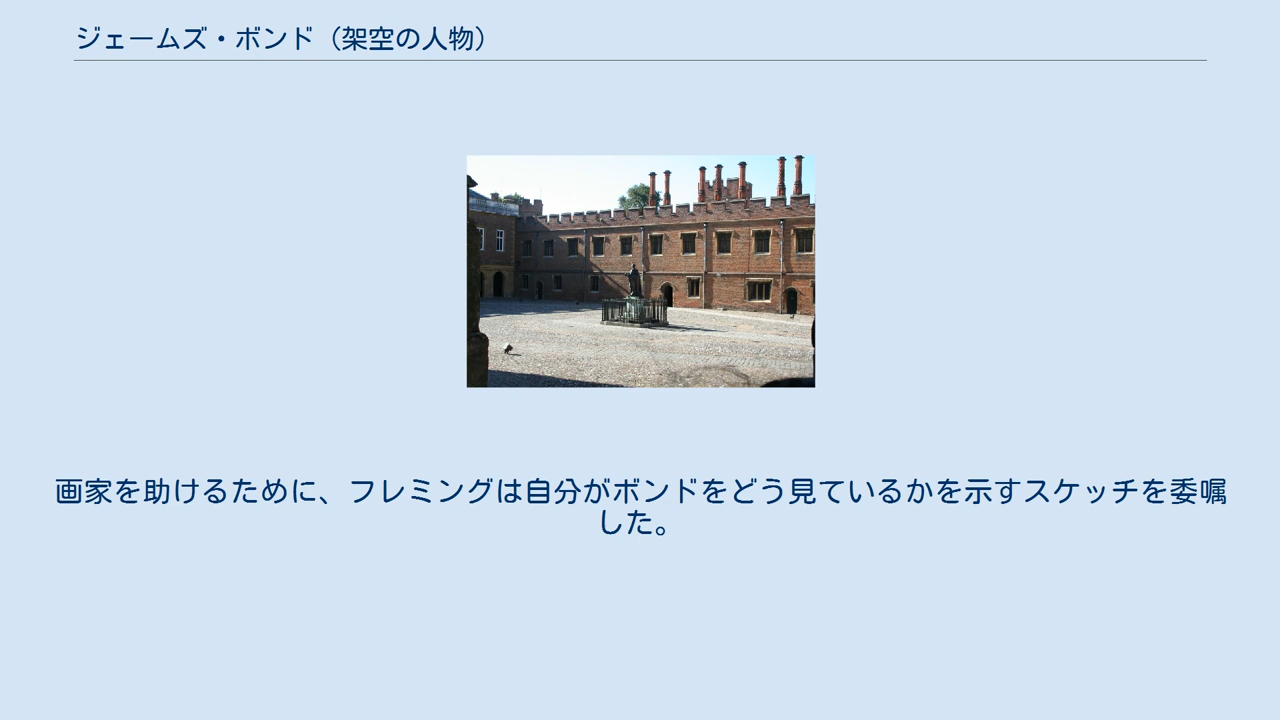 ジェームズ・ボンド（架空の人物）
画家を助けるために、フレミングは自分がボンドをどう見ているかを示すスケッチを委嘱
した。